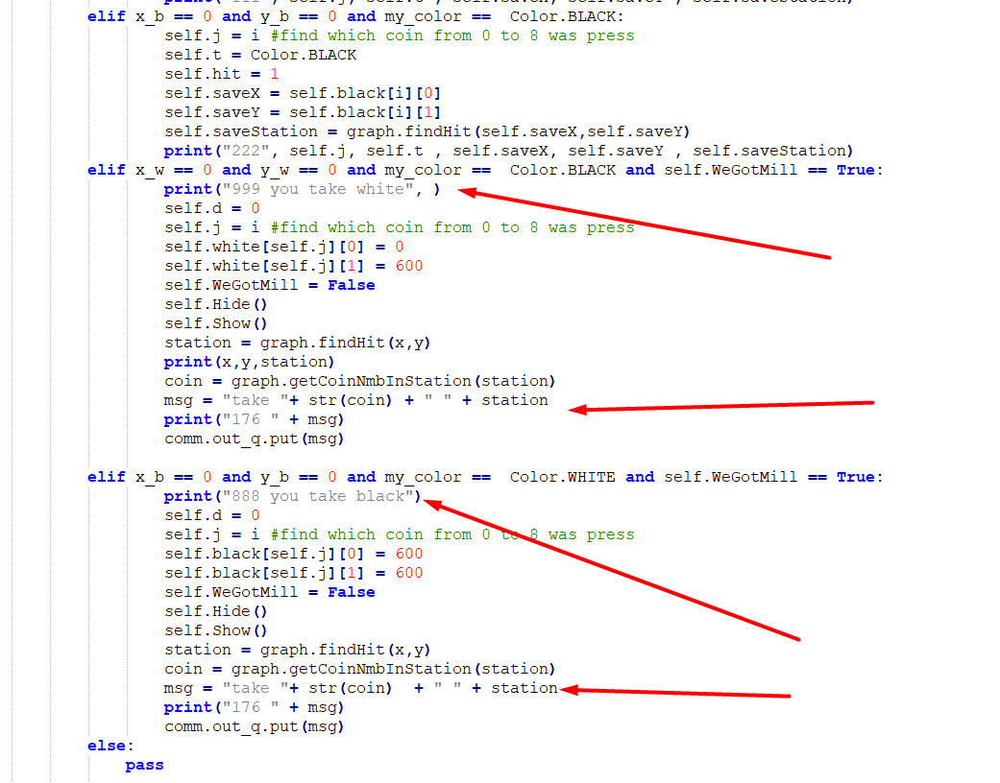 elif x_b == 0 and y_b == 0 and my_color ==  Color.BLACK:
self.j = i #find which coin from 0 to 8 was press
self.t = Color.BLACK
self.hit = 1
self.saveX = self.black[i][0]
self.saveY = self.black[i][1]
self.saveStation = graph.findHit(self.saveX,self.saveY)
print("222", self.j, self.t , self.saveX, self.saveY , self.saveStation)
elif x_w == 0 and y_w == 0 and my_color ==  Color.BLACK and self.WeGotMill == True:
print("999 you take white", )
self.d = 0
self.j = i #find which coin from 0 to 8 was press
self.white[self.j][0] = 0
self.white[self.j][1] = 600
self.WeGotMill = False
self.Hide()
self.Show()
station = graph.findHit(x,y)
print(x,y,station)
coin = graph.getCoinNmbInStation(station)
msg = "take "+ str(coin) + " " + station
print("176 " + msg)
comm.out_q.put(msg)
elif x_b == 0 and y_b == 0 and my_color ==  Color.WHITE and self.WeGotMill == True:
print("888 you take black")
self.d = 0
self.j = i #find which coin from 0 to 8 was press
self.black[self.j][0] = 600
self.black[self.j][1] = 600
self.WeGotMill = False
self.Hide()
self.Show()
station = graph.findHit(x,y)
coin = graph.getCoinNmbInStation(station)
msg = "take "+ str(coin)  + " " + station
print("176 " + msg)
comm.out_q.put(msg)
else:
pass